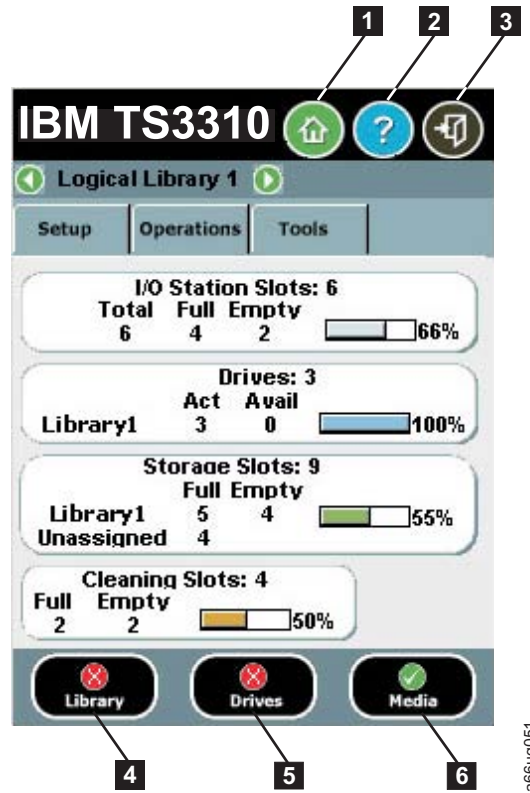 1 2 3
IBM TS3310
Logical Library 1
Setup Operations Tools
I/O Station Slots: 6
Total Full Empty
6 4 2 66%
Drives: 3
Act Avail
Library1 3 0 100%
Storage Slots: 9
Full Empty
Library1 5 4 55%
Unassigned 4
Cleaning Slots: 4
Full Empty
2 2 50%
Library Drives Media
4 5 6
a66ug051